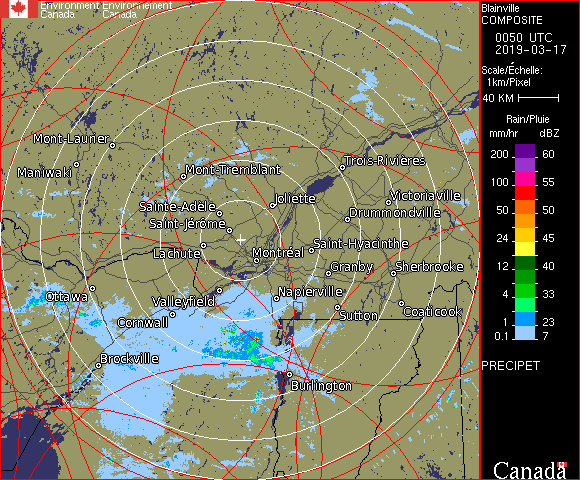 Environment Environnement
Canada Canada
Blainville
COMPOSITE
0050 UTC
2019-03-17
Scale/Échelle:
1km/Pixel
40 KM
Rain/Pluie
mm/hr dBZ
200 60
100 55
50 50
24 45
12 40
4 33
1 23
0.1 7
PRECIPET
Mont-Laurier
Maniwaki
Mont-Tremblant
Trois-Rivières
Joliette
Victoriaville
Sainte-Adele
Drummondville
Saint-Jérôme
Saint-Hyacinthe
Lachute
Montréal
Granby
Sherbrooke
Ottawa
Valleyfield
Napierville
Cornwall
Sutton
Coaticook
Brockville
Burlington
Canada